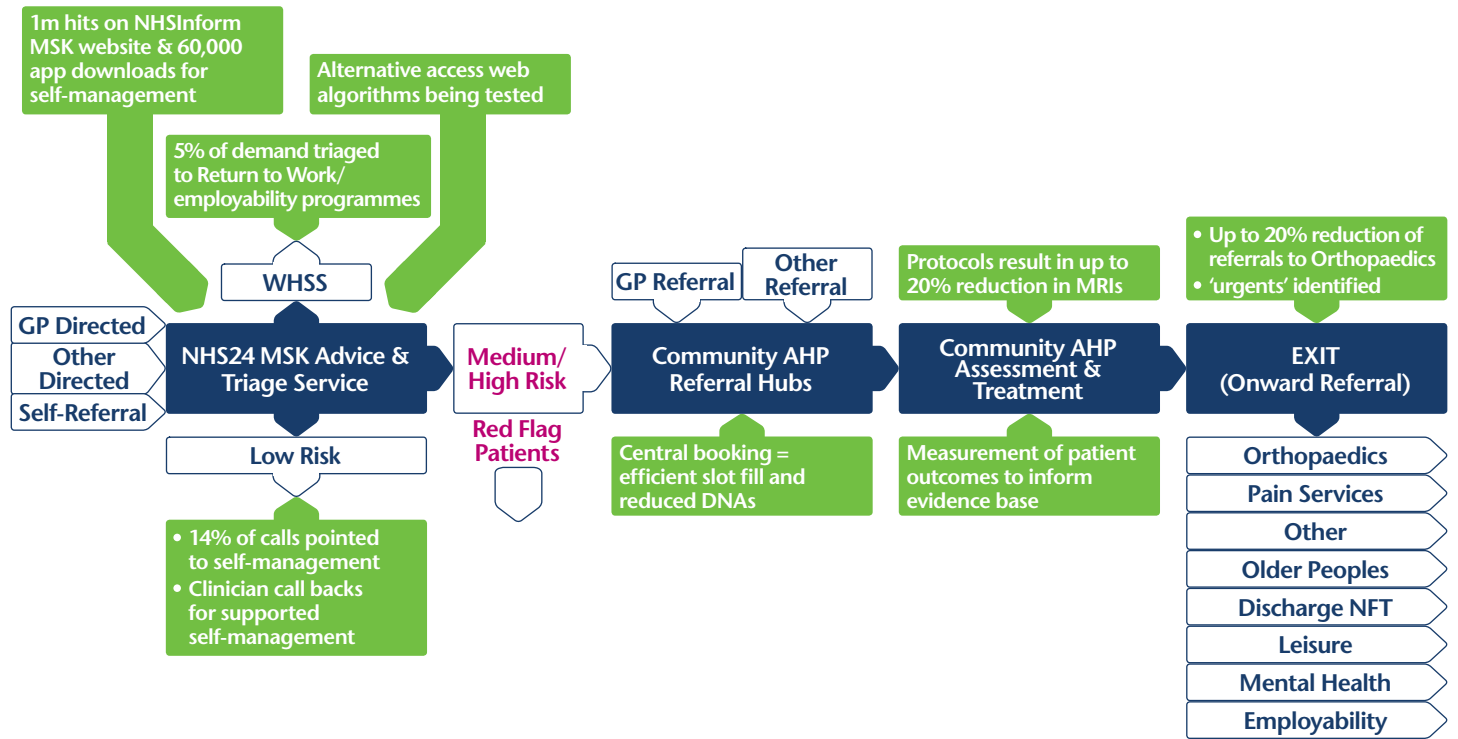 1m hits on NHSInform
MSK website & 60,000
app downloads for
self-management
Alternative access web
algorithms being tested
5% of demand triaged
to Return to Work/
employability programmes
WHSS
GP Directed
Other
Directed
Self-Referral
NHS24 MSK Advice &
Triage Service
Low Risk
• 14% of calls pointed
to self-management
• Clinician call backs
for supported
self-management
Medium/
High Risk
Red Flag
Patients
GP Referral
Other
Referral
Community AHP
Referral Hubs
Central booking =
efficient slot fill and
reduced DNAs
Protocols result in up to
20% reduction in MRIs
Community AHP
Assessment &
Treatment
Measurement of patient
outcomes to inform
evidence base
• Up to 20% reduction of
referrals to Orthopaedics
• ‘urgents’ identified
EXIT
(Onward Referral)
Orthopaedics
Pain Services
Other
Older Peoples
Discharge NFT
Leisure
Mental Health
Employability